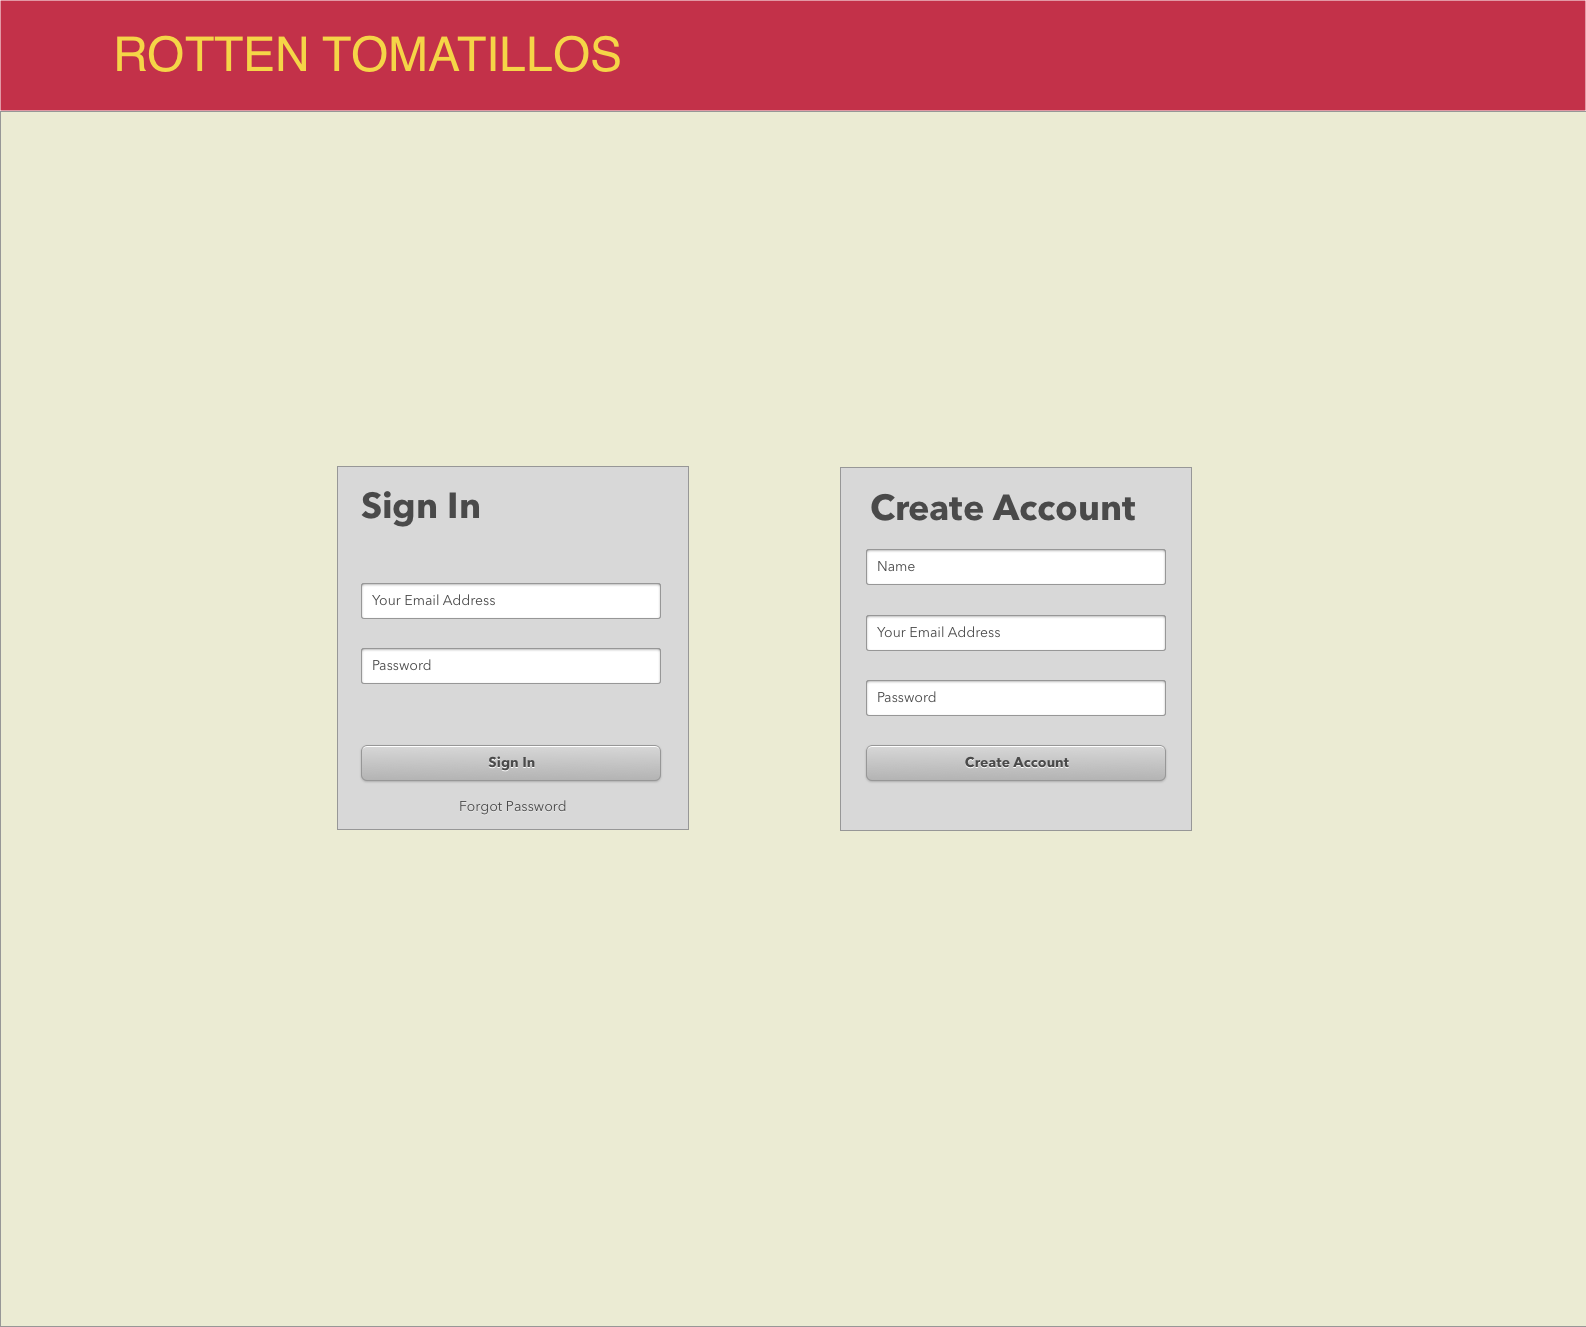 ROTTEN TOMATILLOS
Sign In
Your Email Address
Password
Sign In
Forgot Password
Create Account
Name
Your Email Address
Password
Create Account